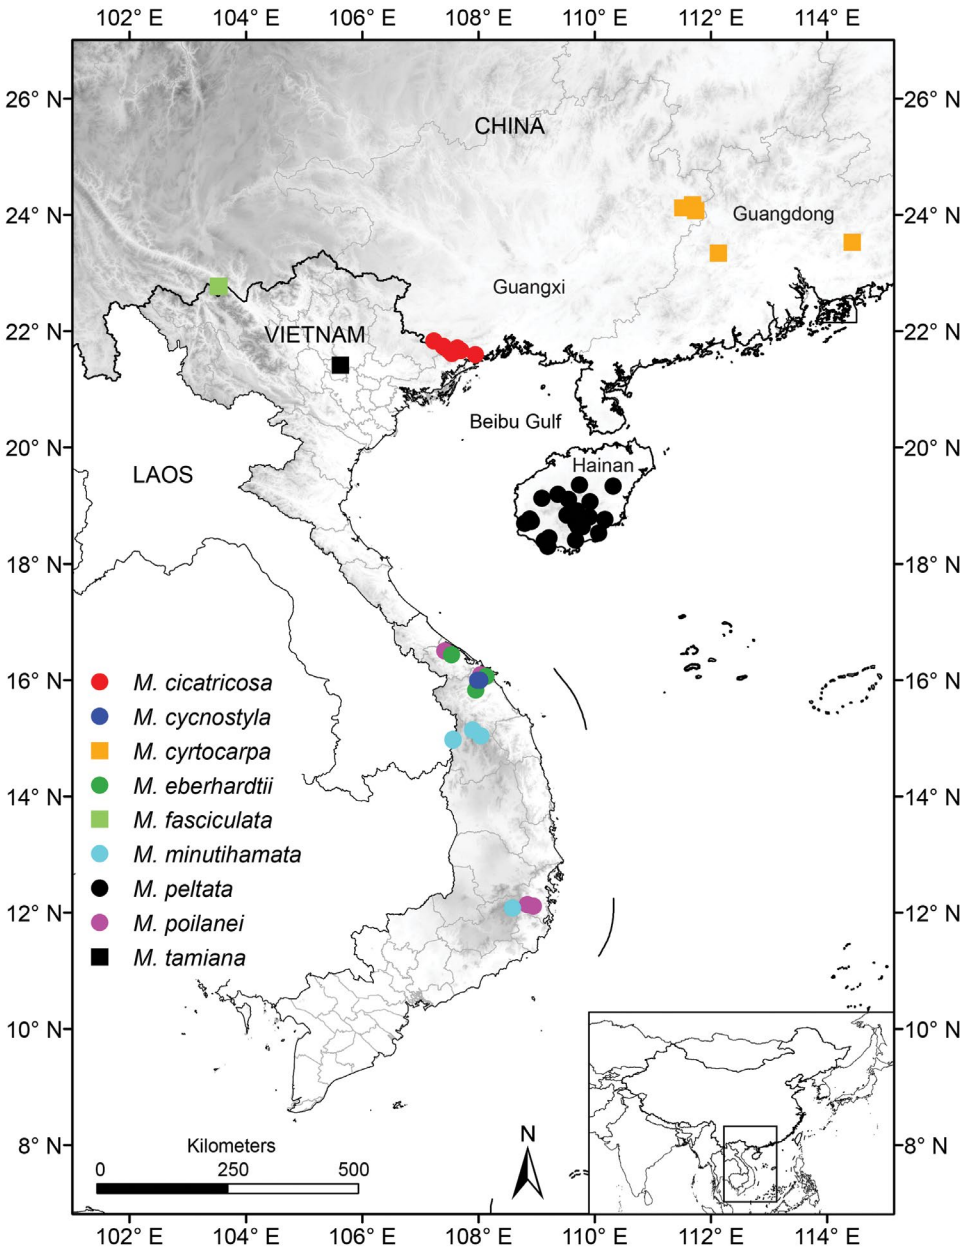 102° E 104° E 106° E 108° E 110° E 112° E 114° E
26° N 26° N
CHINA
24° N Guangdong 24° N
Guangxi
22° N VIETNAM 22° N
Beibu Gulf
20° N 20° N
LAOS Hainan
18° N 18° N
16° N 16° N
M. cicatricosa
M. cycnostyla
M. cyrtocarpa
M. eberhardtii
14° N 14° N
M. fasciculata
M. minutihamata
M. peltata
12° N 12° N
M. poilanei
M. tamiana
10° N 10° N
8° N 8° N
Kilometers N
0 250 500
102° E 104° E 106° E 108° E 110° E 112° E 114° E